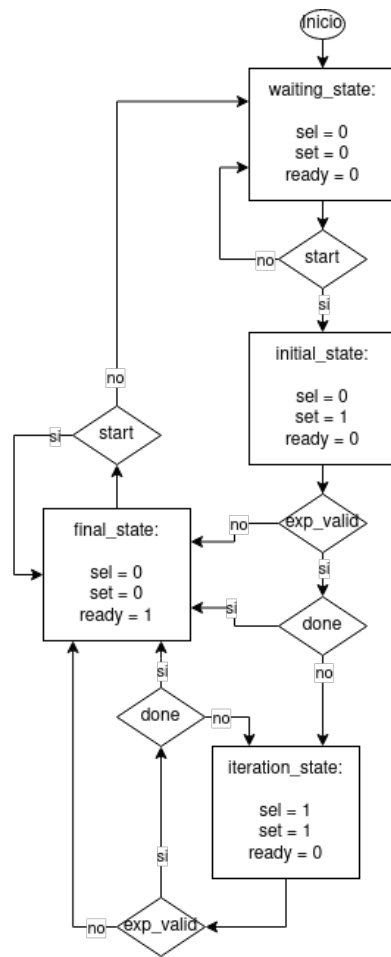 Inicio
waiting_state:
sel = 0
set = 0
ready = 0
start
no
si
initial_state:
sel = 0
set = 1
ready = 0
no
start
si
exp_valid
no
si
final_state:
sel = 0
set = 0
ready = 1
done
si
no
si
done
no
iteration_state:
sel = 1
set = 1
ready = 0
si
exp_valid
no